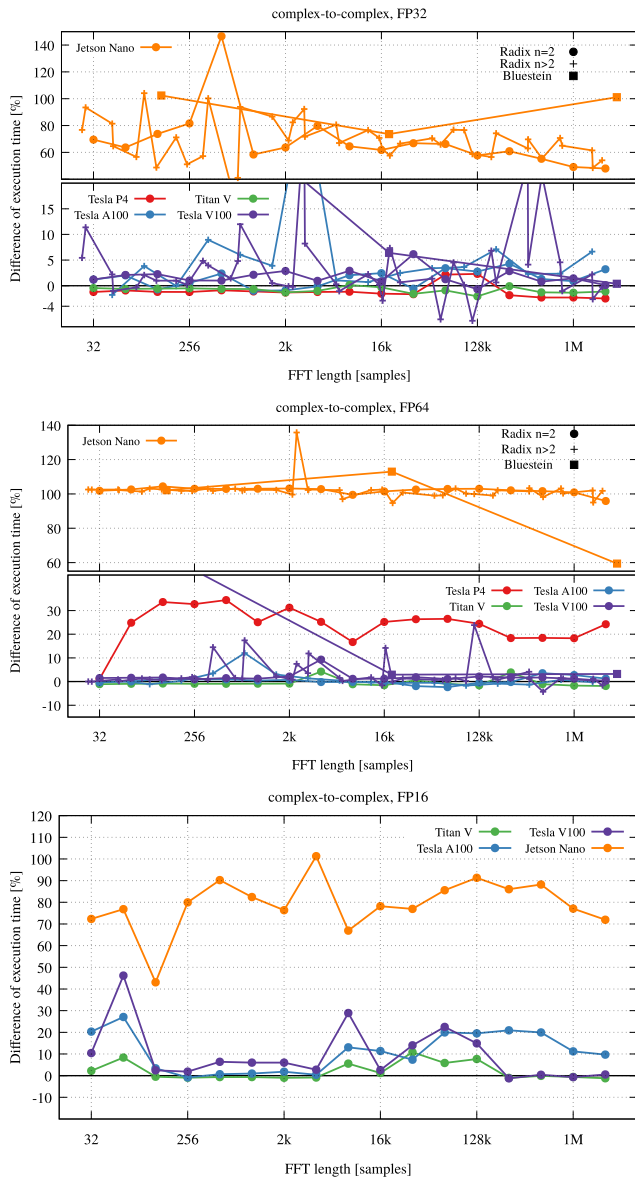 complex-to-complex, FP32
Difference of execution time [%]
140
120
100
80
60
Jetson Nano
Radix n=2
Radix n>2
Bluestein
15
10
5
0
-4
Tesla P4 Titan V
Tesla A100 Tesla V100
32 256 2k 16k 128k 1M
FFT length [samples]
complex-to-complex, FP64
Difference of execution time [%]
140
120
100
80
60
Jetson Nano
Radix n=2
Radix n>2
Bluestein
30
20
10
0
-10
Tesla P4 Tesla A100
Titan V Tesla V100
32 256 2k 16k 128k 1M
FFT length [samples]
complex-to-complex, FP16
Difference of execution time [%]
120
110
100
90
80
70
60
50
40
30
20
10
0
-10
Titan V Tesla V100
Tesla A100 Jetson Nano
32 256 2k 16k 128k 1M
FFT length [samples]